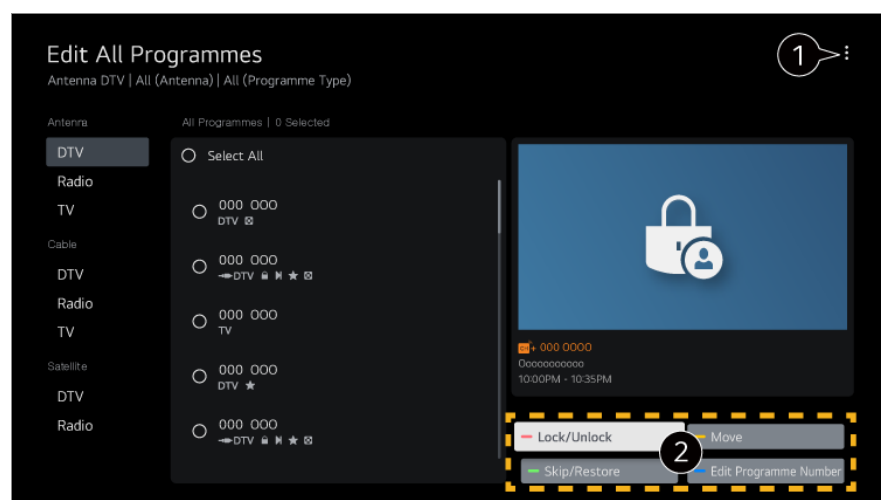 Edit All Programmes
Antenna DTV | All (Antenna) | All (Programme Type)
1
Antenna
DTV
Radio
TV
Cable
DTV
Radio
TV
Satellite
DTV
Radio
All Programmes | 0 Selected
Select All
000 000
DTV
000 000
DTV
000 000
TV
000 000
DTV
000 000
DTV
CH+ 000 0000
Oooooooooo
10:00PM - 10:35PM
Lock/Unlock
Move
2
Skip/Restore
Edit Programme Number